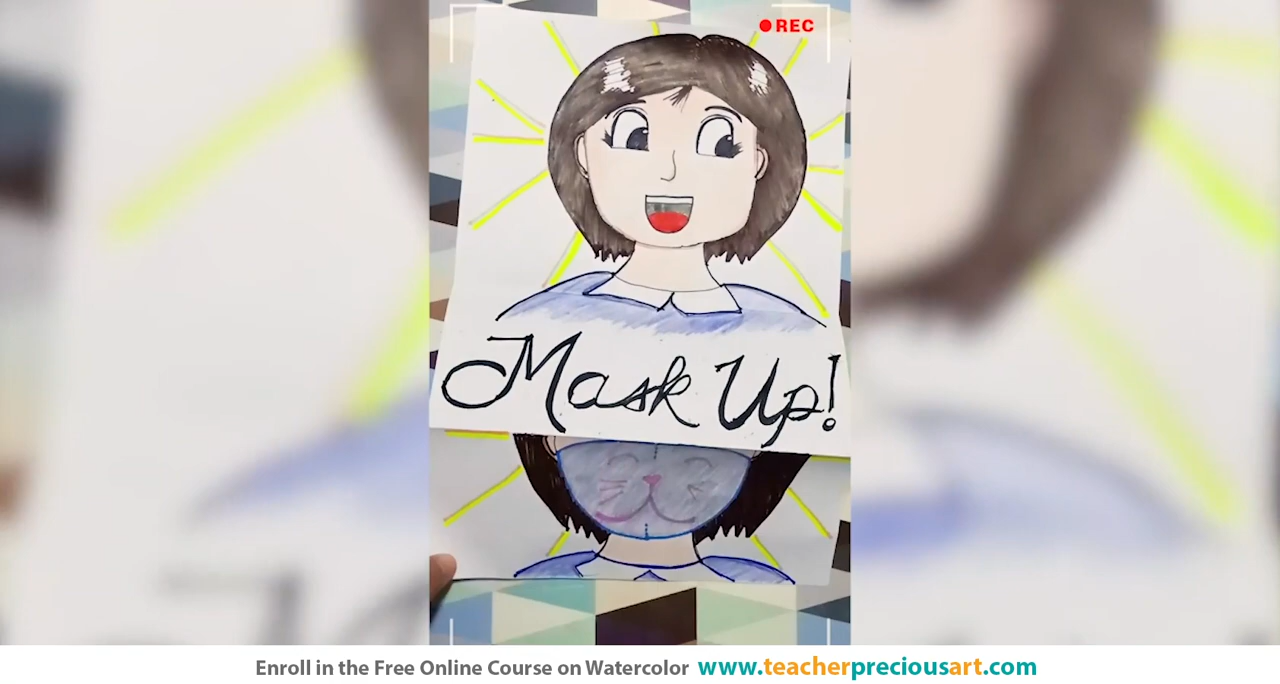 REC
Mask Up!
Enroll in the Free Online Course on Watercolor www.teacherpreciousart.com